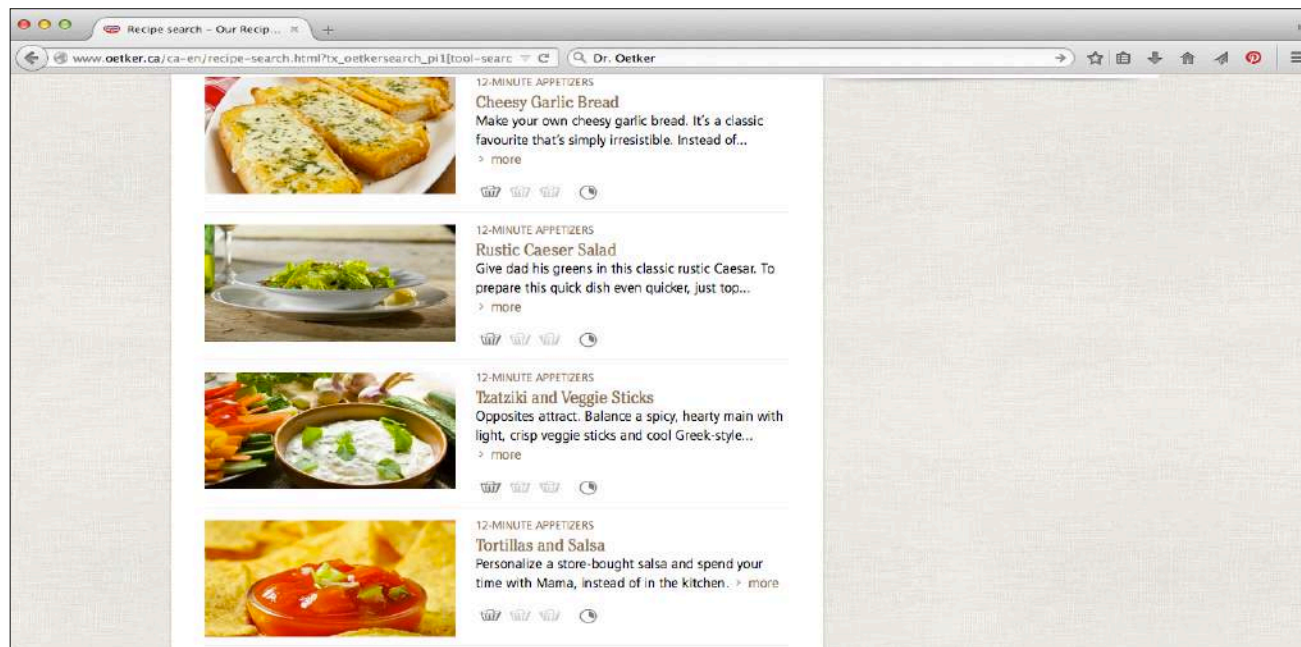 Recipe search – Our Recip...
www.oetker.ca/ca-en/recipe-search.html?tx_oetkersearch_pi1[tool-searc
Dr. Oetker
12-MINUTE APPETIZERS
Cheesy Garlic Bread
Make your own cheesy garlic bread. It's a classic
favourite that's simply irresistible. Instead of...
> more
12-MINUTE APPETIZERS
Rustic Caeser Salad
Give dad his greens in this classic rustic Caesar. To
prepare this quick dish even quicker, just top...
> more
12-MINUTE APPETIZERS
Tzatziki and Veggie Sticks
Opposites attract. Balance a spicy, hearty main with
light, crisp veggie sticks and cool Greek-style...
> more
12-MINUTE APPETIZERS
Tortillas and Salsa
Personalize a store-bought salsa and spend your
time with Mama, instead of in the kitchen. > more